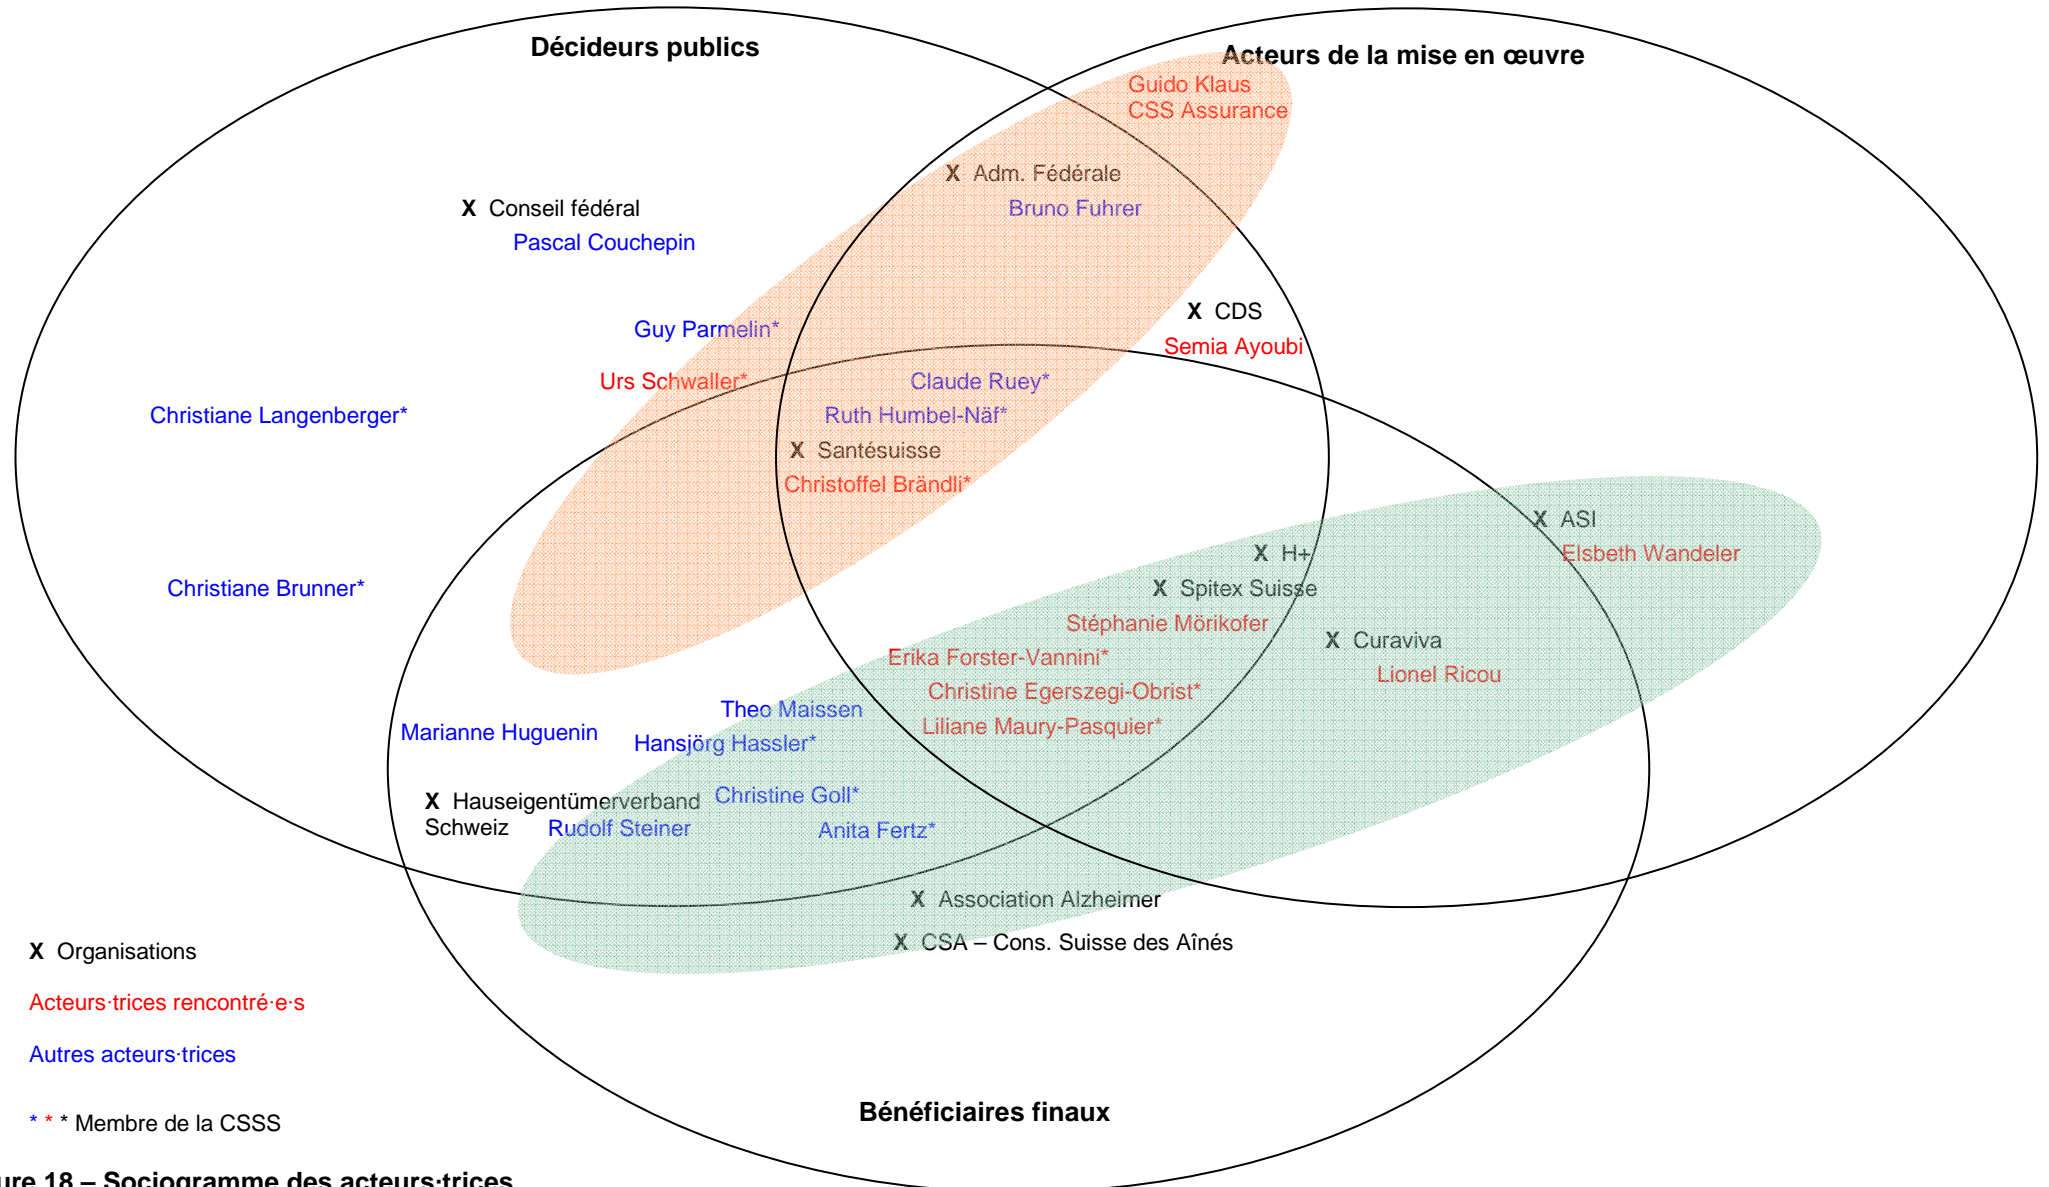 Décideurs publics
Acteurs de la mise en œuvre
Guido Klaus
CSS Assurance
X Adm. Fédérale
Bruno Fuhrer
X Conseil fédéral
Pascal Couchepin
X CDS
Semia Ayoubi
Guy Parmelin*
Urs Schwaller*
Claude Ruey*
Christiane Langenberger*
Ruth Humbel-Näf*
X Santésuisse
Christoffel Brändli*
X ASI
Elsbeth Wandeler
X H+
Christiane Brunner*
X Spitex Suisse
Stéphanie Mörikofer
X Curaviva
Lionel Ricou
Erika Forster-Vannini*
Christine Egerszegi-Obrist*
Liliane Maury-Pasquier*
Theo Maissen
Marianne Huguenin
Hansjörg Hassler*
X Hauseigentümerverband
Schweiz
Rudolf Steiner
Christine Goll*
Anita Fertz*
X Association Alzheimer
X CSA – Cons. Suisse des Aînés
X Organisations
Acteurs·trices rencontré·e·s
Autres acteurs·trices
* * * Membre de la CSSS
Bénéficiaires finaux
ure 18 – Sociogramme des acteurs·trices